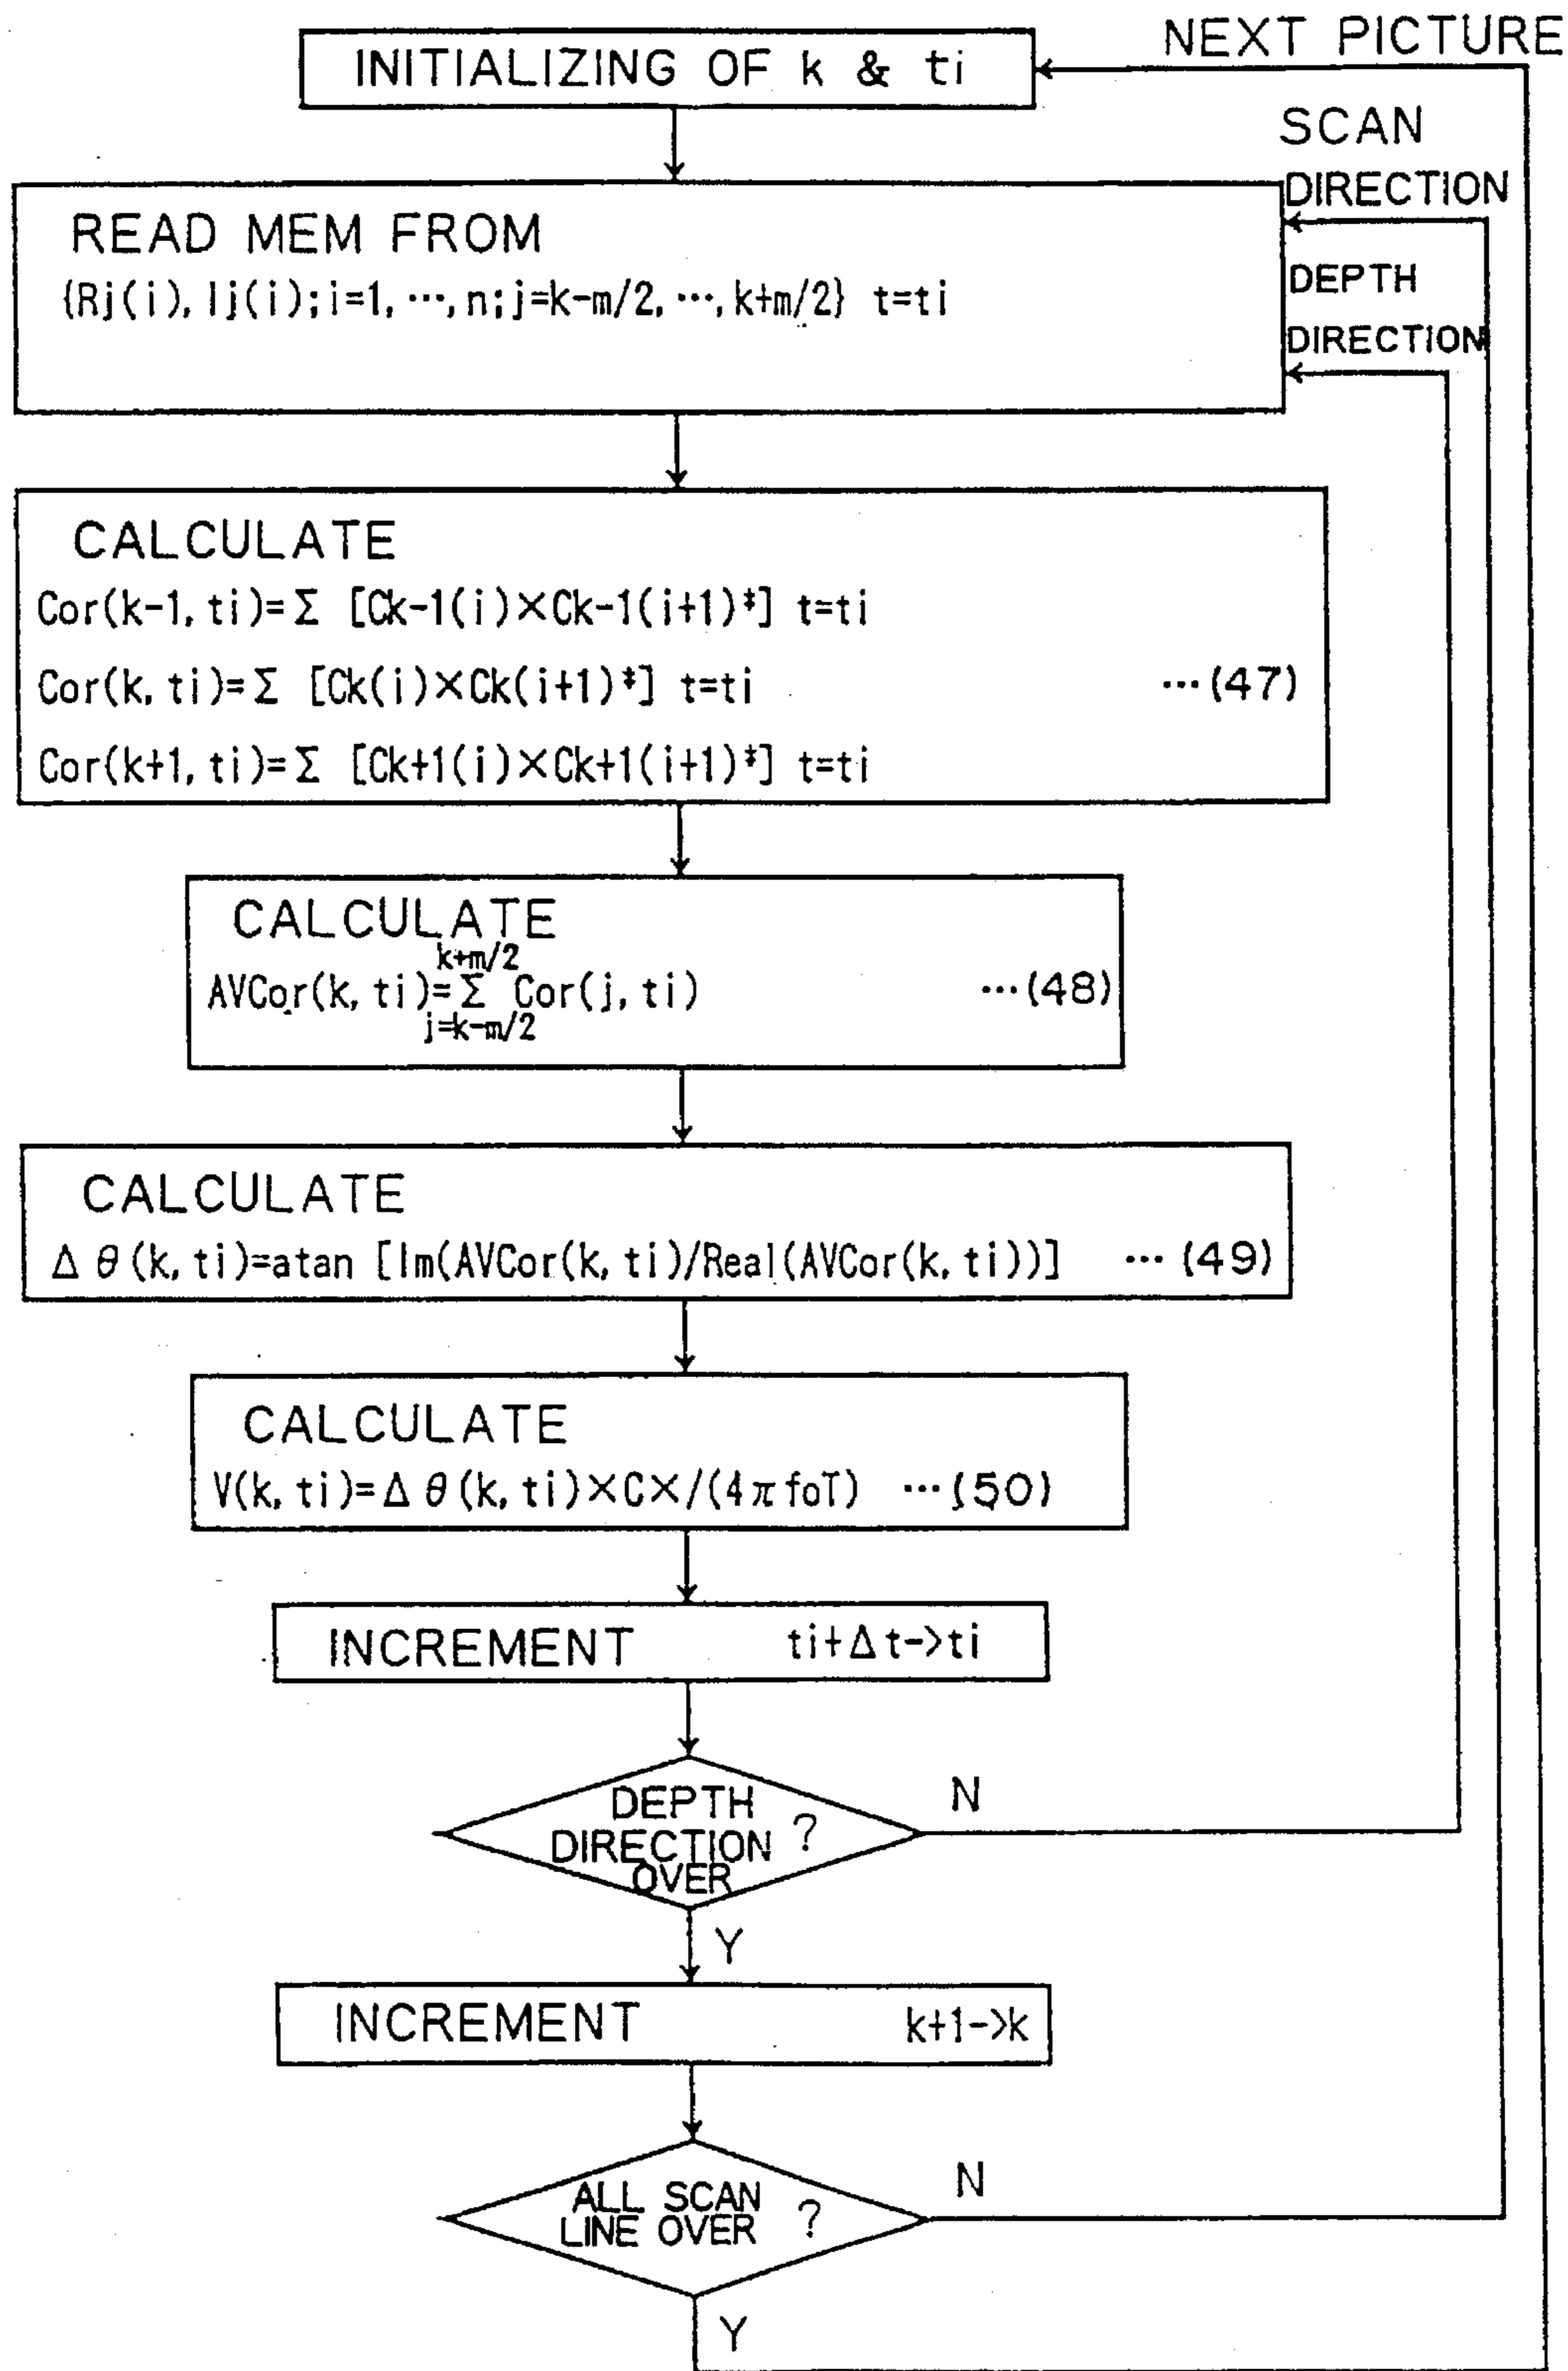 NEXT PICTURE
INITIALIZING OF k & ti
SCAN
DIRECTION
READ MEM FROM
{Rj(i), Ij(i);i=1, ···, n;j=k-m/2, ···, k+m/2} t=ti
DEPTH
DIRECTION
CALCULATE
Cor(k-1, ti)=Σ [Ck-1(i)×Ck-1(i+1)*] t=ti
Cor(k, ti)=Σ [Ck(i)×Ck(i+1)*] t=ti ···(47)
Cor(k+1, ti)=Σ [Ck+1(i)×Ck+1(i+1)*] t=ti
CALCULATE
k+m/2
AVCor(k, ti)=Σ Cor(j, ti) ···(48)
j=k-m/2
CALCULATE
Δ θ (k, ti)=atan [Im(AVCor(k, ti)/Real(AVCor(k, ti))] ··· (49)
CALCULATE
V(k, ti)=Δ θ (k, ti)×C×/(4π foT) ···(50)
INCREMENT ti+Δt->ti
DEPTH
DIRECTION ?
OVER
N
Y
INCREMENT k+1->k
ALL SCAN
LINE OVER ?
N
Y